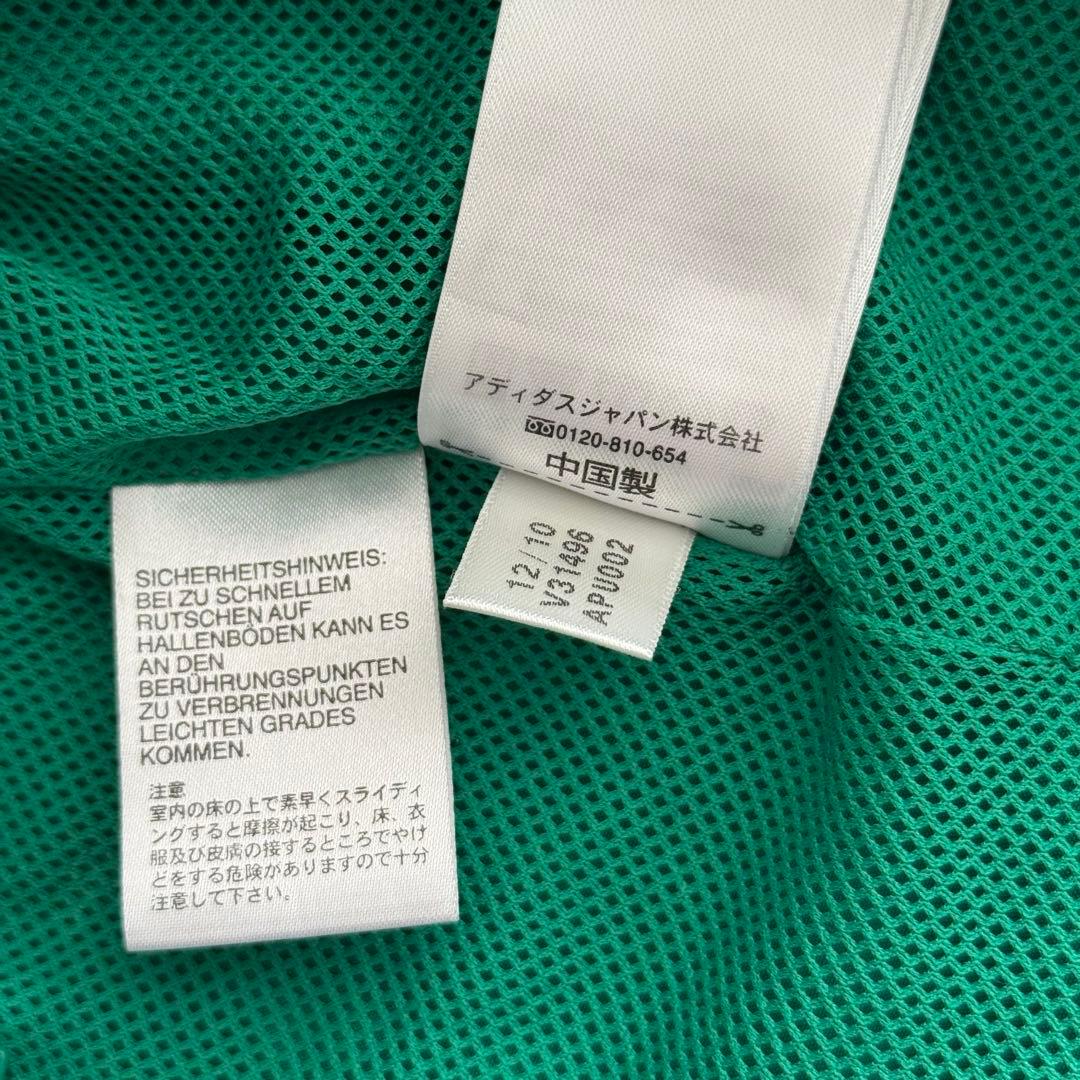 アディダスジャパン株式会社
0120-810-654
中国製
12/10
V31496
APU002
SICHERHEITSHINWEIS:
BEI ZU SCHNELLEM
RUTSCHEN AUF
HALLENBÖDEN KANN ES
AN DEN
BERÜHRUNGSPUNKTEN
ZU VERBRENNUNGEN
LEICHTEN GRADES
KOMMEN.
注意
室内の床の上で素早くスライディ
ングすると摩擦が起こり、床、衣
服及び皮膚の接するところでやけ
どをする危険がありますので十分
注意して下さい。